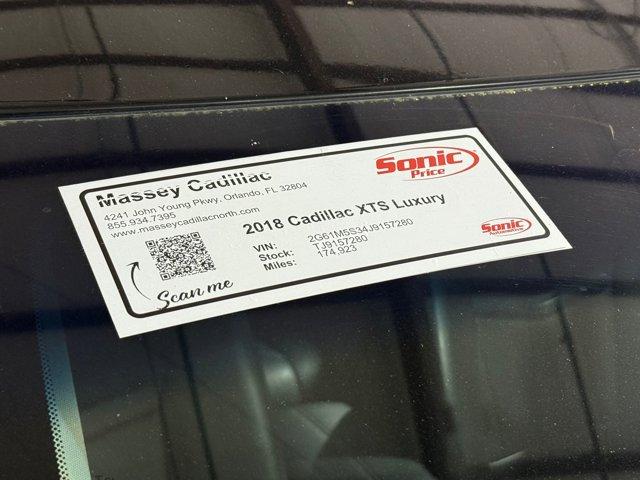 Massey Cadillac
4241 John Young Pkwy, Orlando, FL 32804
855.934.7395
www.masseycadillacnorth.com
Sonic
Price
2018 Cadillac XTS Luxury
VIN: 2G61M5S34J9157280
Stock: TJ9157280
Miles: 174,923
Scan me
Sonic
Automotive